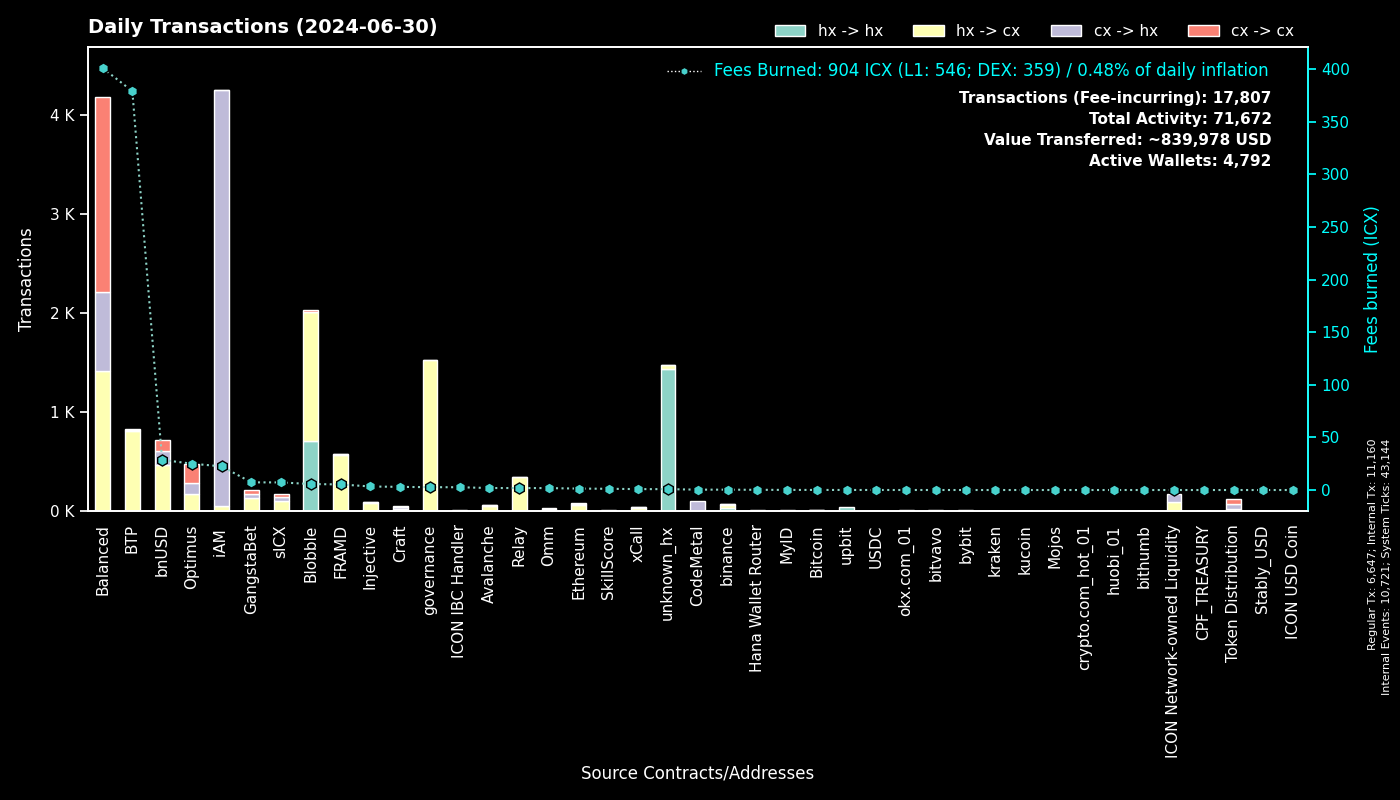 Daily Transactions (2024-06-30)
hx -> hx
hx -> cx
cx -> hx
cx -> cx
Fees Burned: 904 ICX (L1: 546; DEX: 359) / 0.48% of daily inflation
Transactions (Fee-incurring): 17,807
Total Activity: 71,672
Value Transferred: ~839,978 USD
Active Wallets: 4,792
Transactions
4 K
3 K
2 K
1 K
0 K
400
350
300
250
200
150
100
50
0
Fees burned (ICX)
Balanced
BTP
bnUSD
Optimus
iAM
GangstaBet
sICX
Blobble
FRAMD
Injective
Craft
governance
ICON IBC Handler
Avalanche
Relay
Omm
Ethereum
SkillScore
xCall
unknown_hx
CodeMetal
binance
Hana Wallet Router
MyID
Bitcoin
upbit
USDC
okx.com_01
bitvavo
bybit
kraken
kucoin
Mojos
crypto.com_hot_01
huobi_01
bithumb
ICON Network-owned Liquidity
CPF_TREASURY
Token Distribution
Stably_USD
ICON USD Coin
Source Contracts/Addresses
Regular Tx: 6,647; Internal Tx: 11,160
Internal Events: 10,721; System Ticks: 43,144